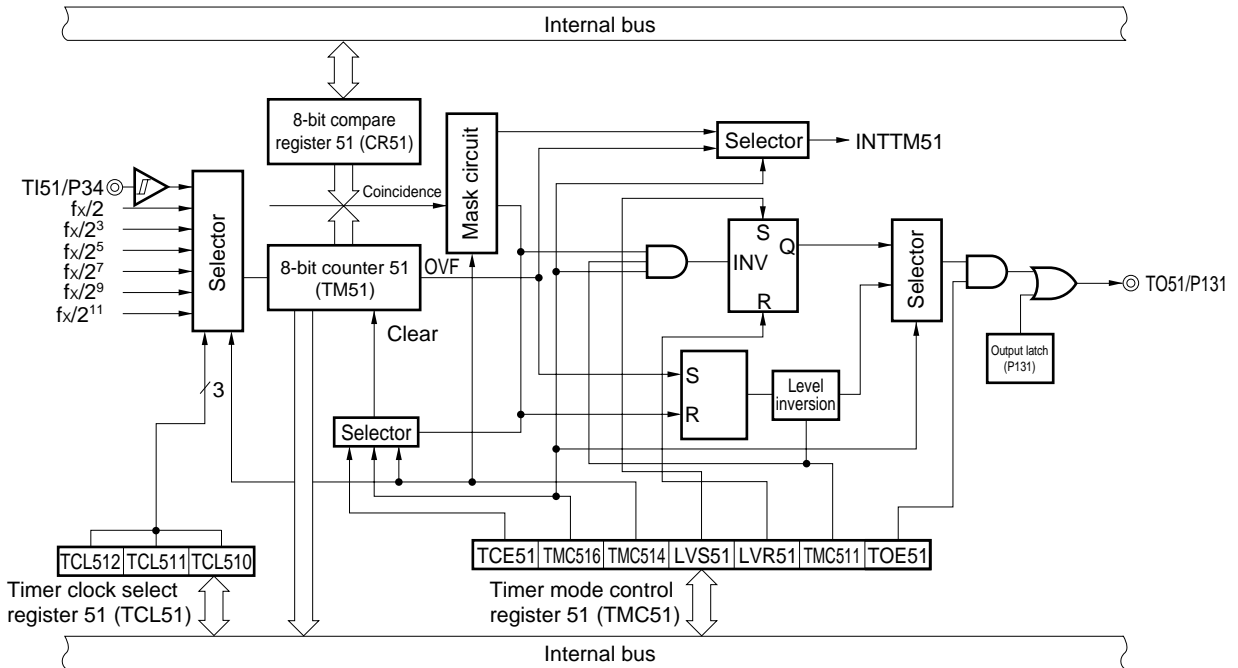 Internal bus
8-bit compare
register 51 (CR51)
Mask circuit
Selector
INTTM51
TI51/P34
fx/2
fx/2³
fx/2⁵
fx/2⁷
fx/2⁹
fx/2¹¹
Selector
Coincidence
8-bit counter 51
(TM51)
OVF
Clear
S
INV
Q
R
Selector
TO51/P131
Output latch
(P131)
3
S
R
Level
inversion
Selector
TCL512 TCL511 TCL510
Timer clock select
register 51 (TCL51)
TCE51 TMC516 TMC514 LVS51 LVR51 TMC511 TOE51
Timer mode control
register 51 (TMC51)
Internal bus